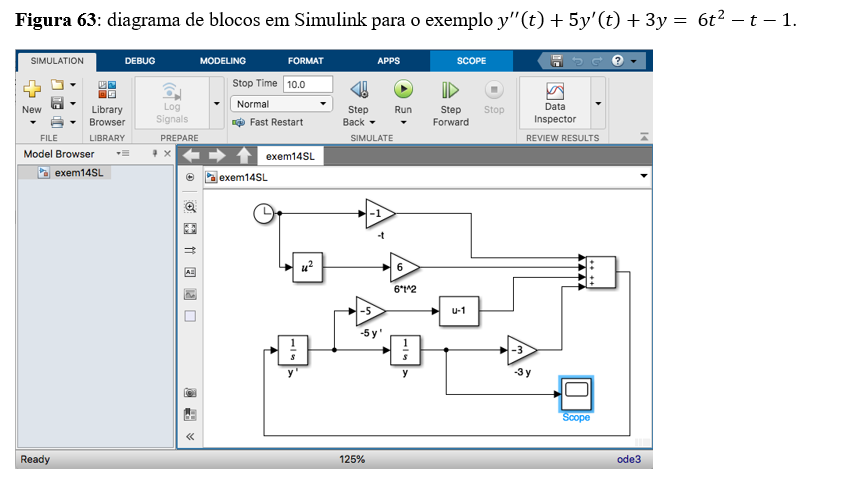 Figura 63: diagrama de blocos em Simulink para o exemplo y′′(t) + 5y′(t) + 3y = 6t² − t − 1.
SIMULATION DEBUG MODELING FORMAT APPS SCOPE ?
New Library Browser Log Signals Stop Time 10.0 Normal Fast Restart Step Back Run Step Forward Stop Data Inspector
FILE LIBRARY PREPARE SIMULATE REVIEW RESULTS
Model Browser exem14SL
exem14SL exem14SL
-1
-t
u²
6
6*t^2
+
+
+
+
-5
-5 y '
u-1
1
s
y '
1
s
y
-3
-3 y
Scope
Ready 125% ode3